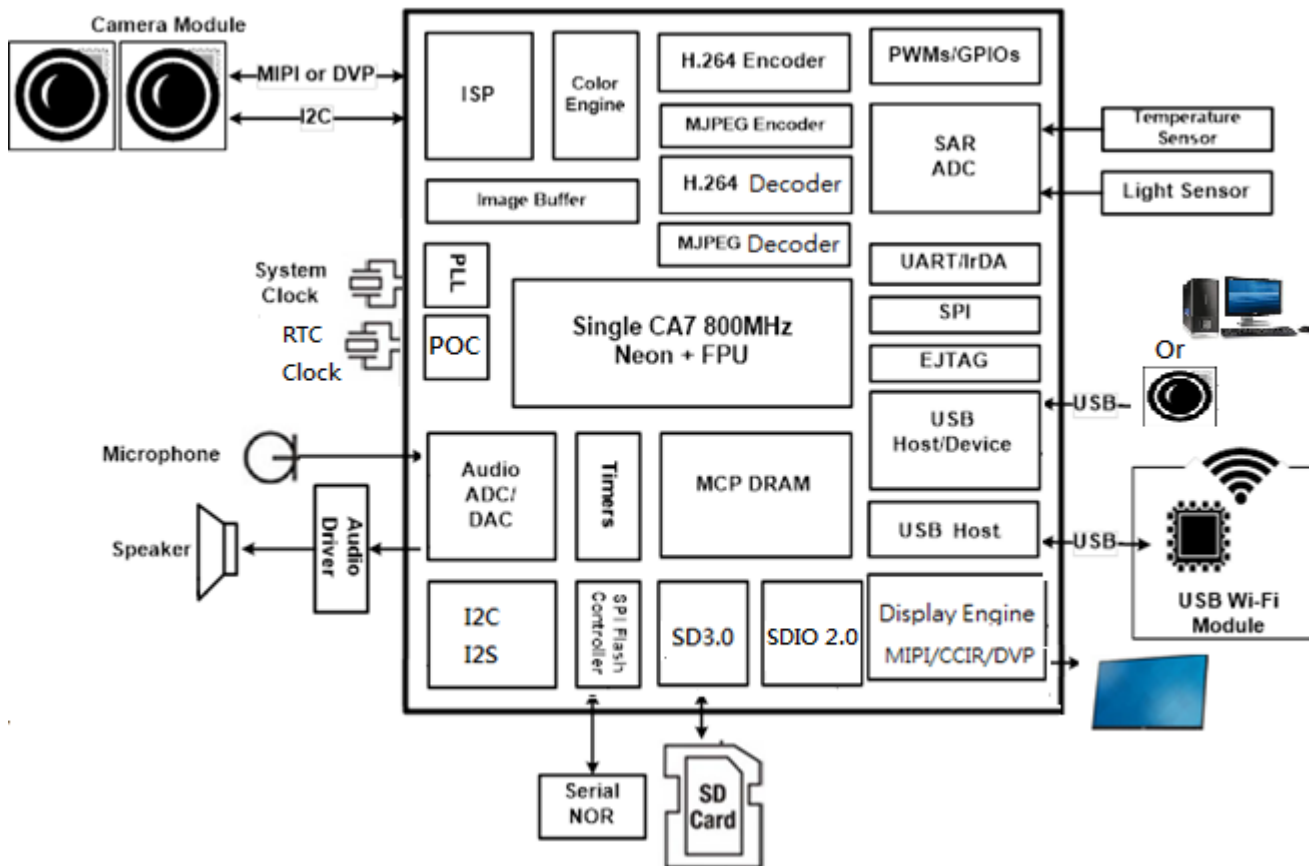 Camera Module
MIPI or DVP
I2C
ISP
Color
Engine
H.264 Encoder
MJPEG Encoder
H.264 Decoder
MJPEG Decoder
PWMs/GPIOs
SAR
ADC
Temperature
Sensor
Light Sensor
Image Buffer
System
Clock
PLL
RTC
Clock
POC
Single CA7 800MHz
Neon + FPU
UART/IrDA
SPI
EJTAG
USB
Host/Device
USB
Or
Microphone
Audio
ADC/
DAC
Timers
MCP DRAM
USB Host
USB
USB Wi-Fi
Module
Speaker
Audio
Driver
I2C
I2S
SPI Flash
Controller
SD3.0
SDIO 2.0
Display Engine
MIPI/CCIR/DVP
Serial
NOR
SD
Card